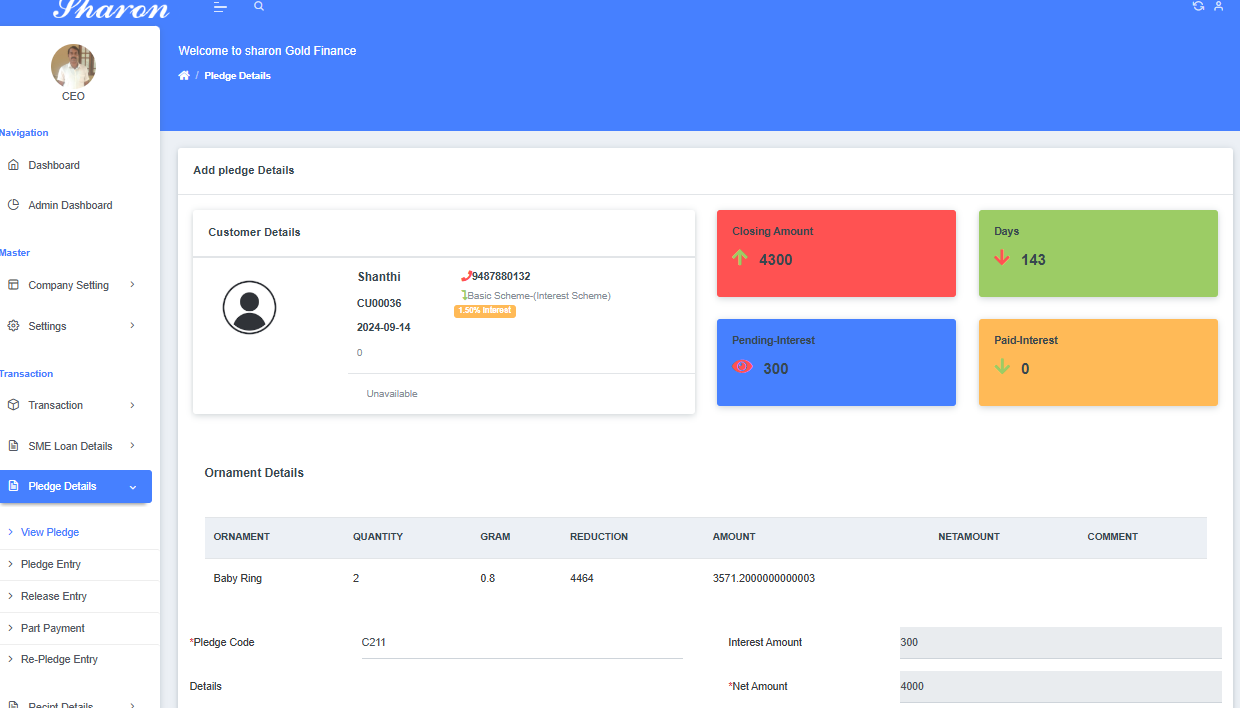 Sharon
CEO
Navigation
Dashboard
Admin Dashboard
Master
Company Setting
Settings
Transaction
Transaction
SME Loan Details
Pledge Details
View Pledge
Pledge Entry
Release Entry
Part Payment
Re-Pledge Entry
Recipt Details
Welcome to sharon Gold Finance
/ Pledge Details
Add pledge Details
Customer Details
Shanthi
CU00036
2024-09-14
0
9487880132
Basic Scheme-(Interest Scheme)
1.50% Interest
Unavailable
Closing Amount
4300
Days
143
Pending-Interest
300
Paid-Interest
0
Ornament Details
ORNAMENT QUANTITY GRAM REDUCTION AMOUNT NETAMOUNT COMMENT
Baby Ring 2 0.8 4464 3571.2000000000003
*Pledge Code C211 Interest Amount 300
Details *Net Amount 4000